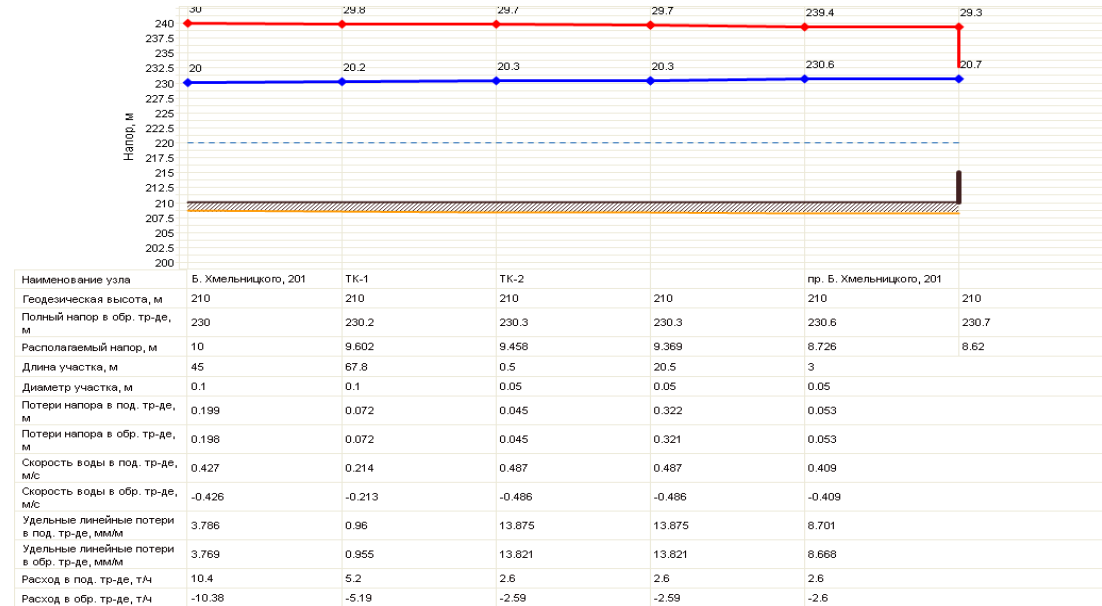 30 29.8 29.7 29.7 239.4 29.3
240
237.5
235
232.5
20 20.2 20.3 20.3 230.6 20.7
230
227.5
225
222.5
220
217.5
215
212.5
210
207.5
205
202.5
200
Напор, м
Наименование узла Б. Хмельницкого, 201 ТК-1 ТК-2 пр. Б. Хмельницкого, 201
Геодезическая высота, м 210 210 210 210 210 210
Полный напор в обр. тр-де,
м 230 230.2 230.3 230.3 230.6 230.7
Располагаемый напор, м 10 9.602 9.458 9.369 8.726 8.62
Длина участка, м 45 67.8 0.5 20.5 3
Диаметр участка, м 0.1 0.1 0.05 0.05 0.05
Потери напора в под. тр-де,
м 0.199 0.072 0.045 0.322 0.053
Потери напора в обр. тр-де,
м 0.198 0.072 0.045 0.321 0.053
Скорость воды в под. тр-де,
м/с 0.427 0.214 0.487 0.487 0.409
Скорость воды в обр. тр-де,
м/с -0.426 -0.213 -0.486 -0.486 -0.409
Удельные линейные потери
в под. тр-де, мм/м 3.786 0.96 13.875 13.875 8.701
Удельные линейные потери
в обр. тр-де, мм/м 3.769 0.955 13.821 13.821 8.668
Расход в под. тр-де, т/ч 10.4 5.2 2.6 2.6 2.6
Расход в обр. тр-де, т/ч -10.38 -5.19 -2.59 -2.59 -2.6